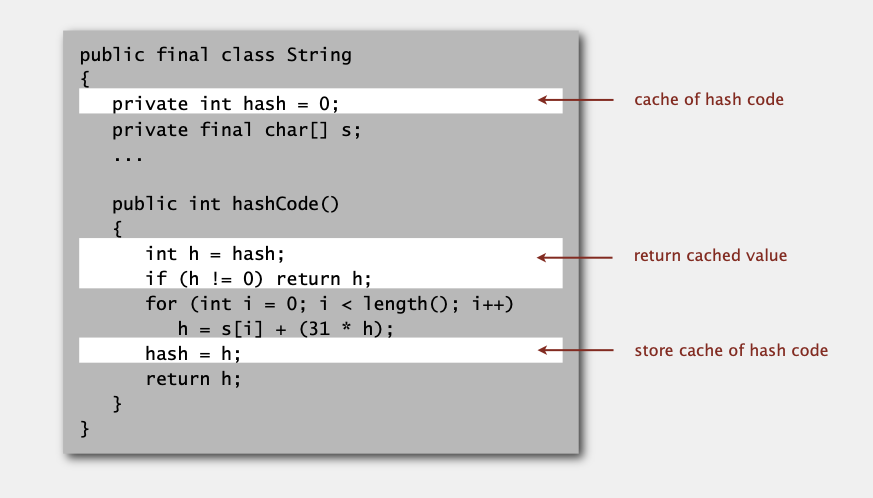 public final class String
{
private int hash = 0;
cache of hash code
private final char[] s;
...
public int hashCode()
{
int h = hash;
return cached value
if (h != 0) return h;
for (int i = 0; i < length(); i++)
h = s[i] + (31 * h);
hash = h;
store cache of hash code
return h;
}
}